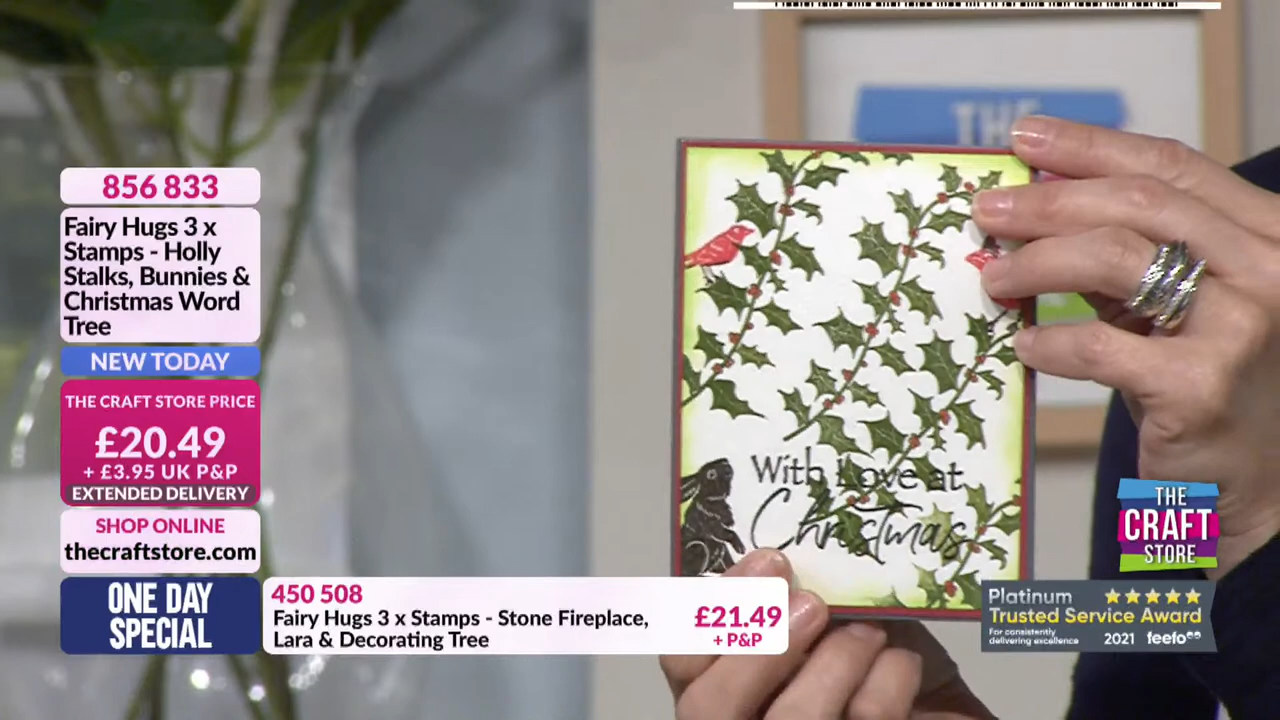 THE
856 833
Fairy Hugs 3 x
Stamps - Holly
Stalks, Bunnies &
Christmas Word
Tree
NEW TODAY
THE CRAFT STORE PRICE
£20.49
+ £3.95 UK P&P
EXTENDED DELIVERY
SHOP ONLINE
thecraftstore.com
With Love at
Christmas
THE
CRAFT
STORE
ONE DAY
SPECIAL
450 508
Fairy Hugs 3 x Stamps - Stone Fireplace,
Lara & Decorating Tree
£21.49
+ P&P
Platinum
Trusted Service Award
For consistently
delivering excellence
2021 feefo